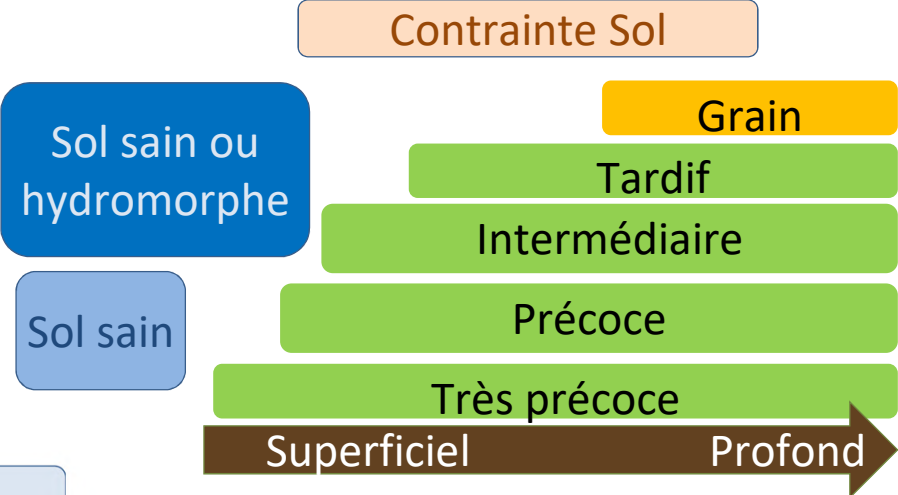 Contrainte Sol
Sol sain ou
hydromorphe
Grain
Tardif
Intermédiaire
Sol sain
Précoce
Très précoce
Superficiel Profond